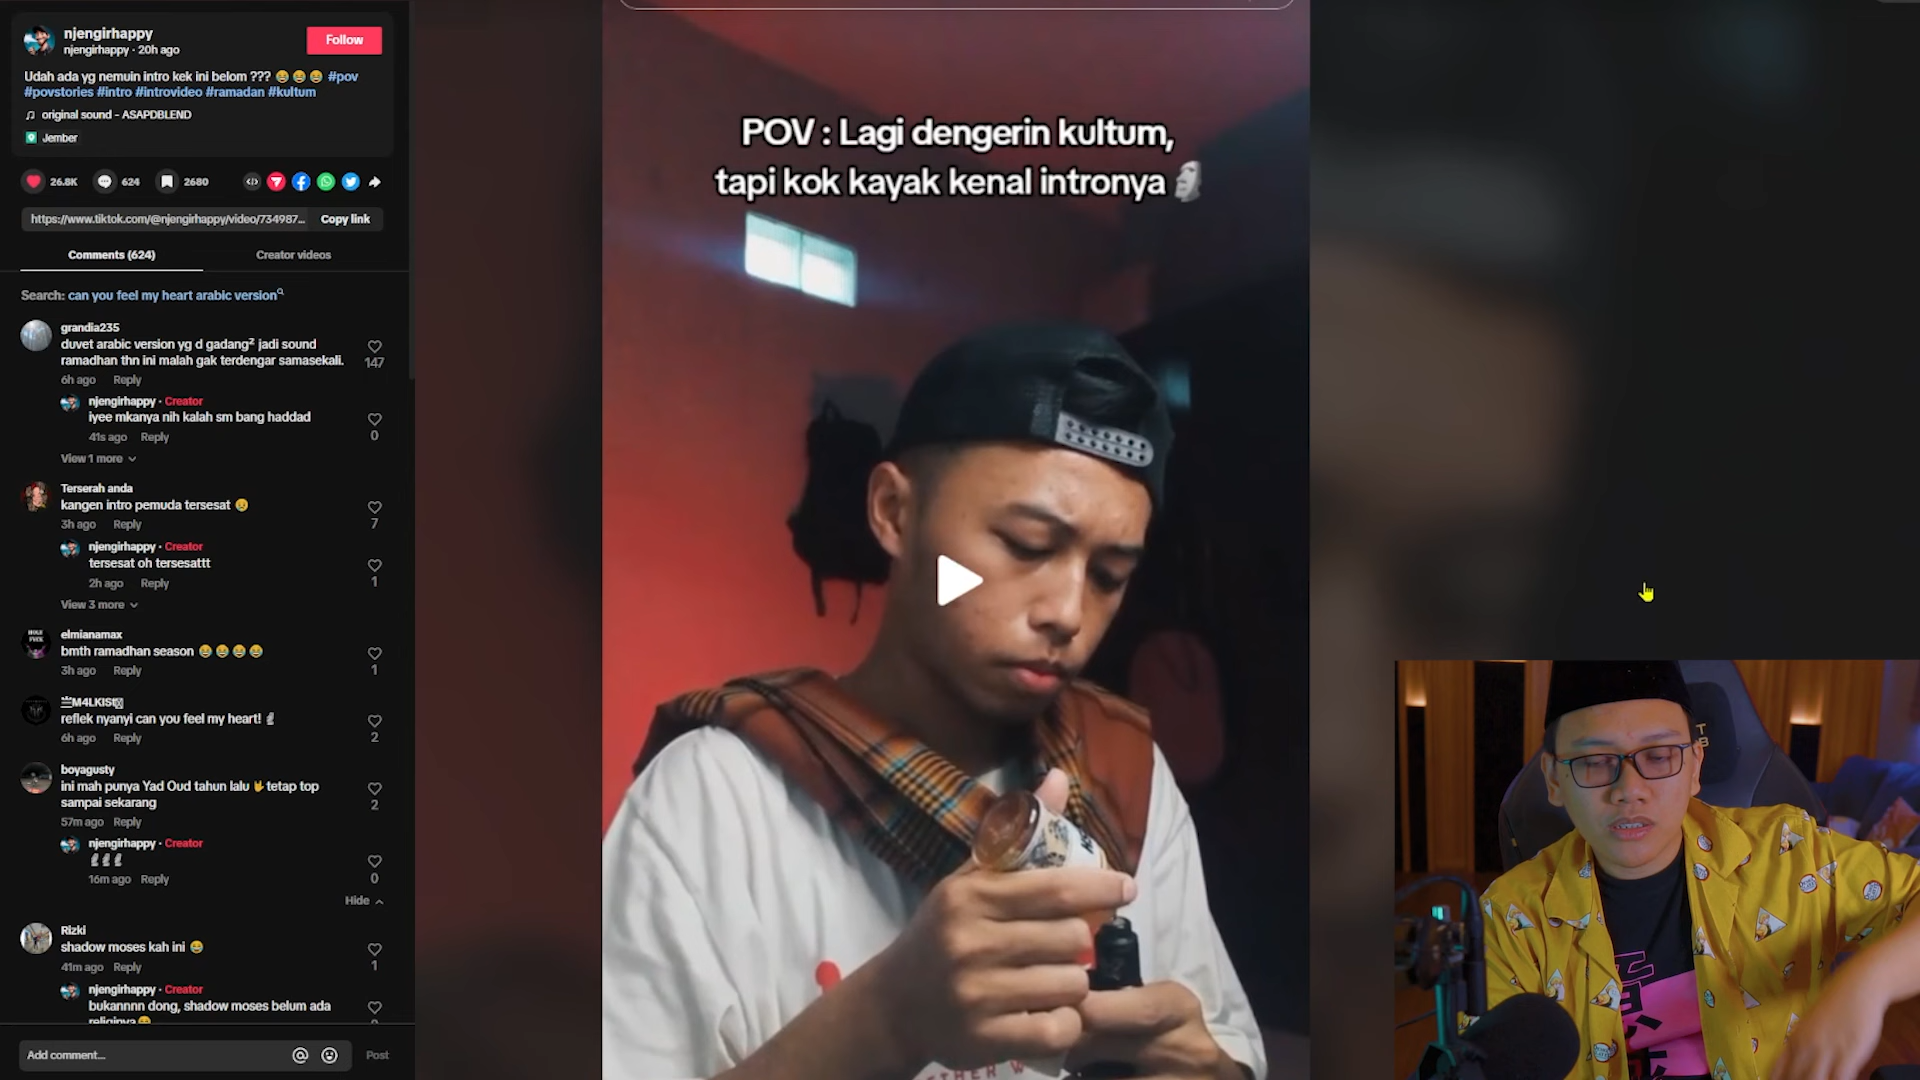 njengirhappy
njengirhappy · 20h ago
Follow
Udah ada yg nemuin intro kek ini belom ??? 😂 😂 😂 #pov
#povstories #intro #introvideo #ramadan #kultum
original sound - ASAPDBLEND
Jember
26.8K
624
2680
https://www.tiktok.com/@njengirhappy/video/734987...
Copy link
Comments (624)
Creator videos
Search: can you feel my heart arabic version
grandia235
duvet arabic version yg d gadang² jadi sound
ramadhan thn ini malah gak terdengar samasekali.
147
6h ago Reply
njengirhappy · Creator
iyee mkanya nih kalah sm bang haddad
41s ago Reply
0
View 1 more
Terserah anda
kangen intro pemuda tersesat 😢
3h ago Reply
7
njengirhappy · Creator
tersesat oh tersesattt
2h ago Reply
1
View 3 more
elmianamax
bmth ramadhan season 😂 😂 😂 😂
3h ago Reply
1
M4LKIS
reflek nyanyi can you feel my heart! 🗿
6h ago Reply
2
boyagusty
ini mah punya Yad Oud tahun lalu 🤟 tetap top
sampai sekarang
2
57m ago Reply
njengirhappy · Creator
🗿🗿🗿
16m ago Reply
0
Hide
Rizki
shadow moses kah ini 😂
41m ago Reply
1
njengirhappy · Creator
bukannnn dong, shadow moses belum ada
religinya
Add comment...
Post
POV : Lagi dengerin kultum,
tapi kok kayak kenal intronya 🗿